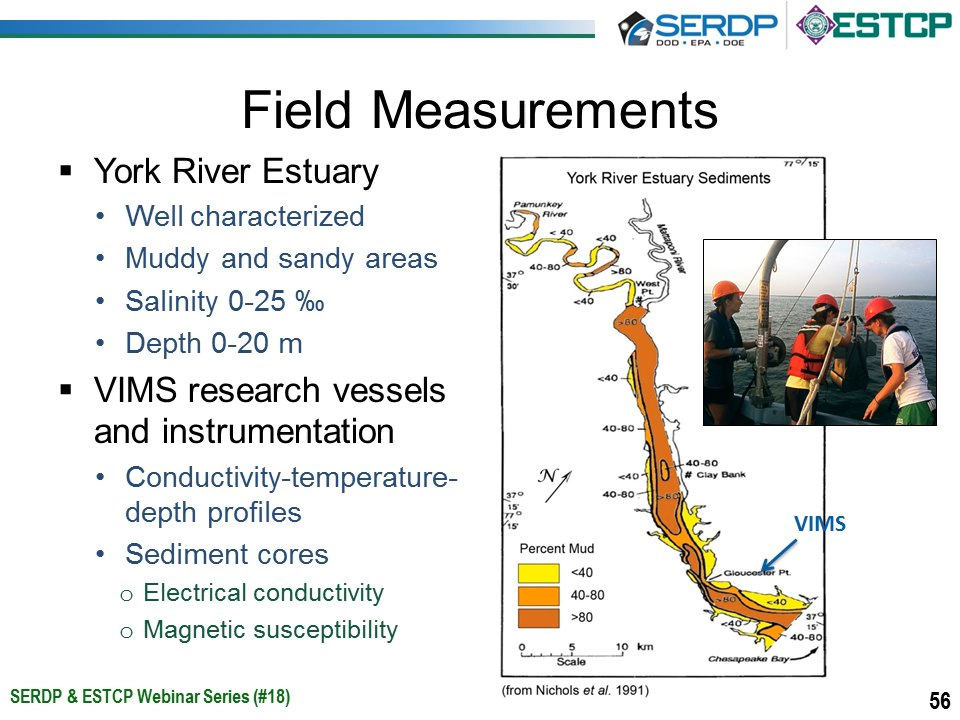 SERDP
DOD • EPA • DOE
ESTCP
Field Measurements
▪ York River Estuary
• Well characterized
• Muddy and sandy areas
• Salinity 0-25 ‰
• Depth 0-20 m
▪ VIMS research vessels
and instrumentation
• Conductivity-temperature-
depth profiles
• Sediment cores
o Electrical conductivity
o Magnetic susceptibility
77°/15'
York River Estuary Sediments
Pamunkey
River
Mattaponi River
<40
<40
40-80
>80
37°
30'
<40
West
Pt.
>80
<40
40-80
N
<40
40-80
40-80
# Clay Bank
>80
37°
15'
77°
15'
VIMS
Percent Mud
<40
40-80
>80
Gloucester Pt.
>80
<40
<40
37°
15'
40-80
0 5 10 km
Scale
Chesapeake Bay
(from Nichols et al. 1991)
SERDP & ESTCP Webinar Series (#18)
56